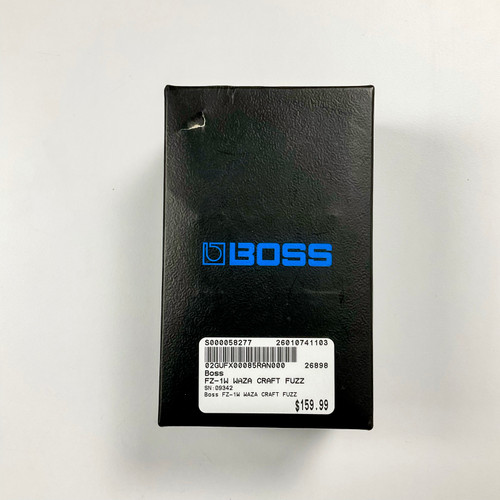 BOSS
S000058277 26010741103
02GUFX00085RAN000 26898
Boss
FZ-1W WAZA CRAFT FUZZ
SN:09342
Boss FZ-1W WAZA CRAFT FUZZ
$159.99